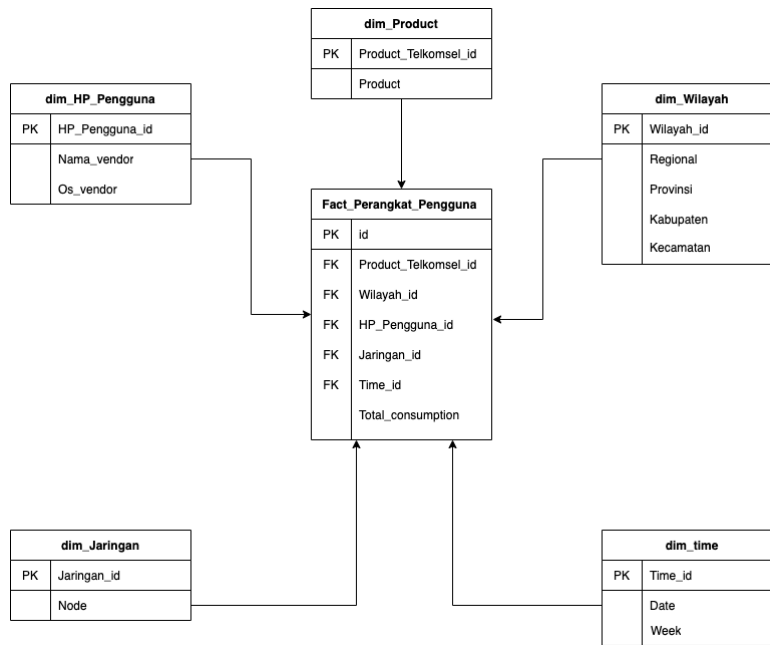 dim_Product
PK Product_Telkomsel_id
Product
dim_HP_Pengguna
PK HP_Pengguna_id
Nama_vendor
Os_vendor
dim_Wilayah
PK Wilayah_id
Regional
Provinsi
Kabupaten
Kecamatan
Fact_Perangkat_Pengguna
PK id
FK Product_Telkomsel_id
FK Wilayah_id
FK HP_Pengguna_id
FK Jaringan_id
FK Time_id
Total_consumption
dim_Jaringan
PK Jaringan_id
Node
dim_time
PK Time_id
Date
Week